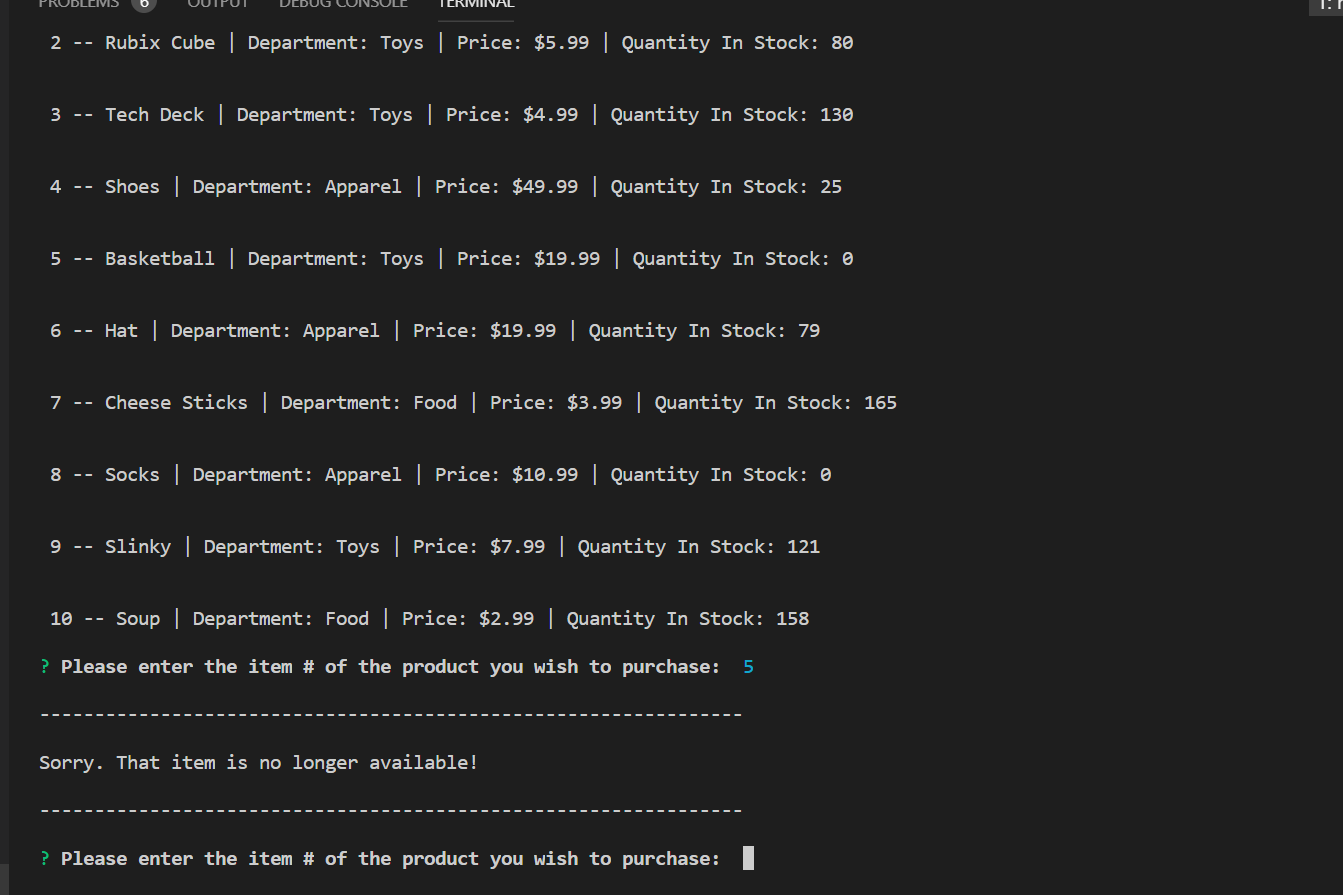 PROBLEMS 6 OUTPUT DEBUG CONSOLE TERMINAL
2 -- Rubix Cube | Department: Toys | Price: $5.99 | Quantity In Stock: 80
3 -- Tech Deck | Department: Toys | Price: $4.99 | Quantity In Stock: 130
4 -- Shoes | Department: Apparel | Price: $49.99 | Quantity In Stock: 25
5 -- Basketball | Department: Toys | Price: $19.99 | Quantity In Stock: 0
6 -- Hat | Department: Apparel | Price: $19.99 | Quantity In Stock: 79
7 -- Cheese Sticks | Department: Food | Price: $3.99 | Quantity In Stock: 165
8 -- Socks | Department: Apparel | Price: $10.99 | Quantity In Stock: 0
9 -- Slinky | Department: Toys | Price: $7.99 | Quantity In Stock: 121
10 -- Soup | Department: Food | Price: $2.99 | Quantity In Stock: 158
? Please enter the item # of the product you wish to purchase: 5
----------------------------------------------------------------
Sorry. That item is no longer available!
----------------------------------------------------------------
? Please enter the item # of the product you wish to purchase: